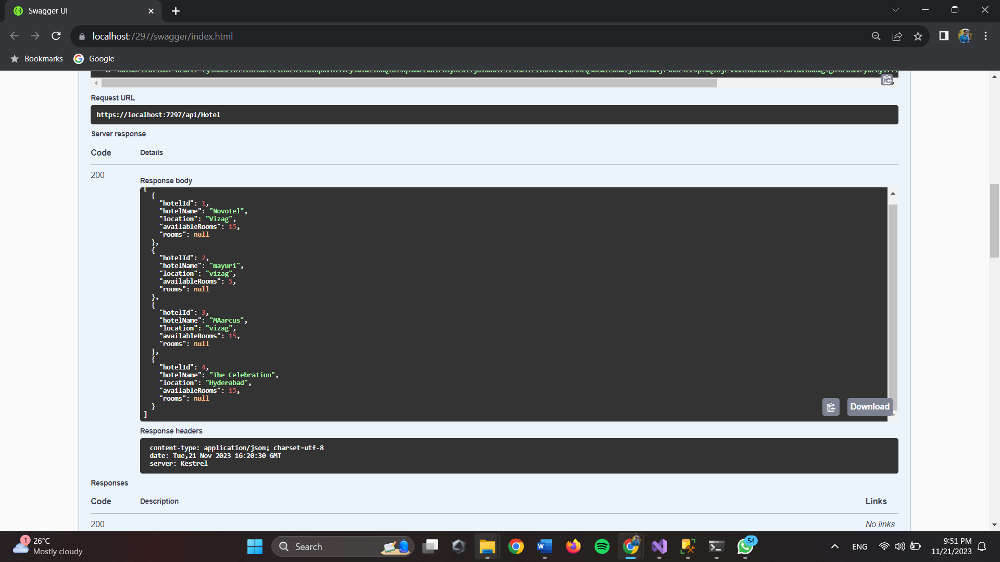 Swagger UI
localhost:7297/swagger/index.html
Bookmarks
Google
Request URL
https://localhost:7297/api/Hotel
Server response
Code Details
200
Response body
[
{
"hotelId": 1,
"hotelName": "Novotel",
"location": "Vizag",
"availableRooms": 15,
"rooms": null
},
{
"hotelId": 2,
"hotelName": "mayuri",
"location": "vizag",
"availableRooms": 5,
"rooms": null
},
{
"hotelId": 3,
"hotelName": "MAarcus",
"location": "vizag",
"availableRooms": 15,
"rooms": null
},
{
"hotelId": 4,
"hotelName": "The Celebration",
"location": "Hyderabad",
"availableRooms": 15,
"rooms": null
}
]
Download
Response headers
content-type: application/json; charset=utf-8
date: Tue,21 Nov 2023 16:20:30 GMT
server: Kestrel
Responses
Code Description Links
200 No links
1
26°C
Mostly cloudy
Search
54
ENG
9:51 PM
11/21/2023